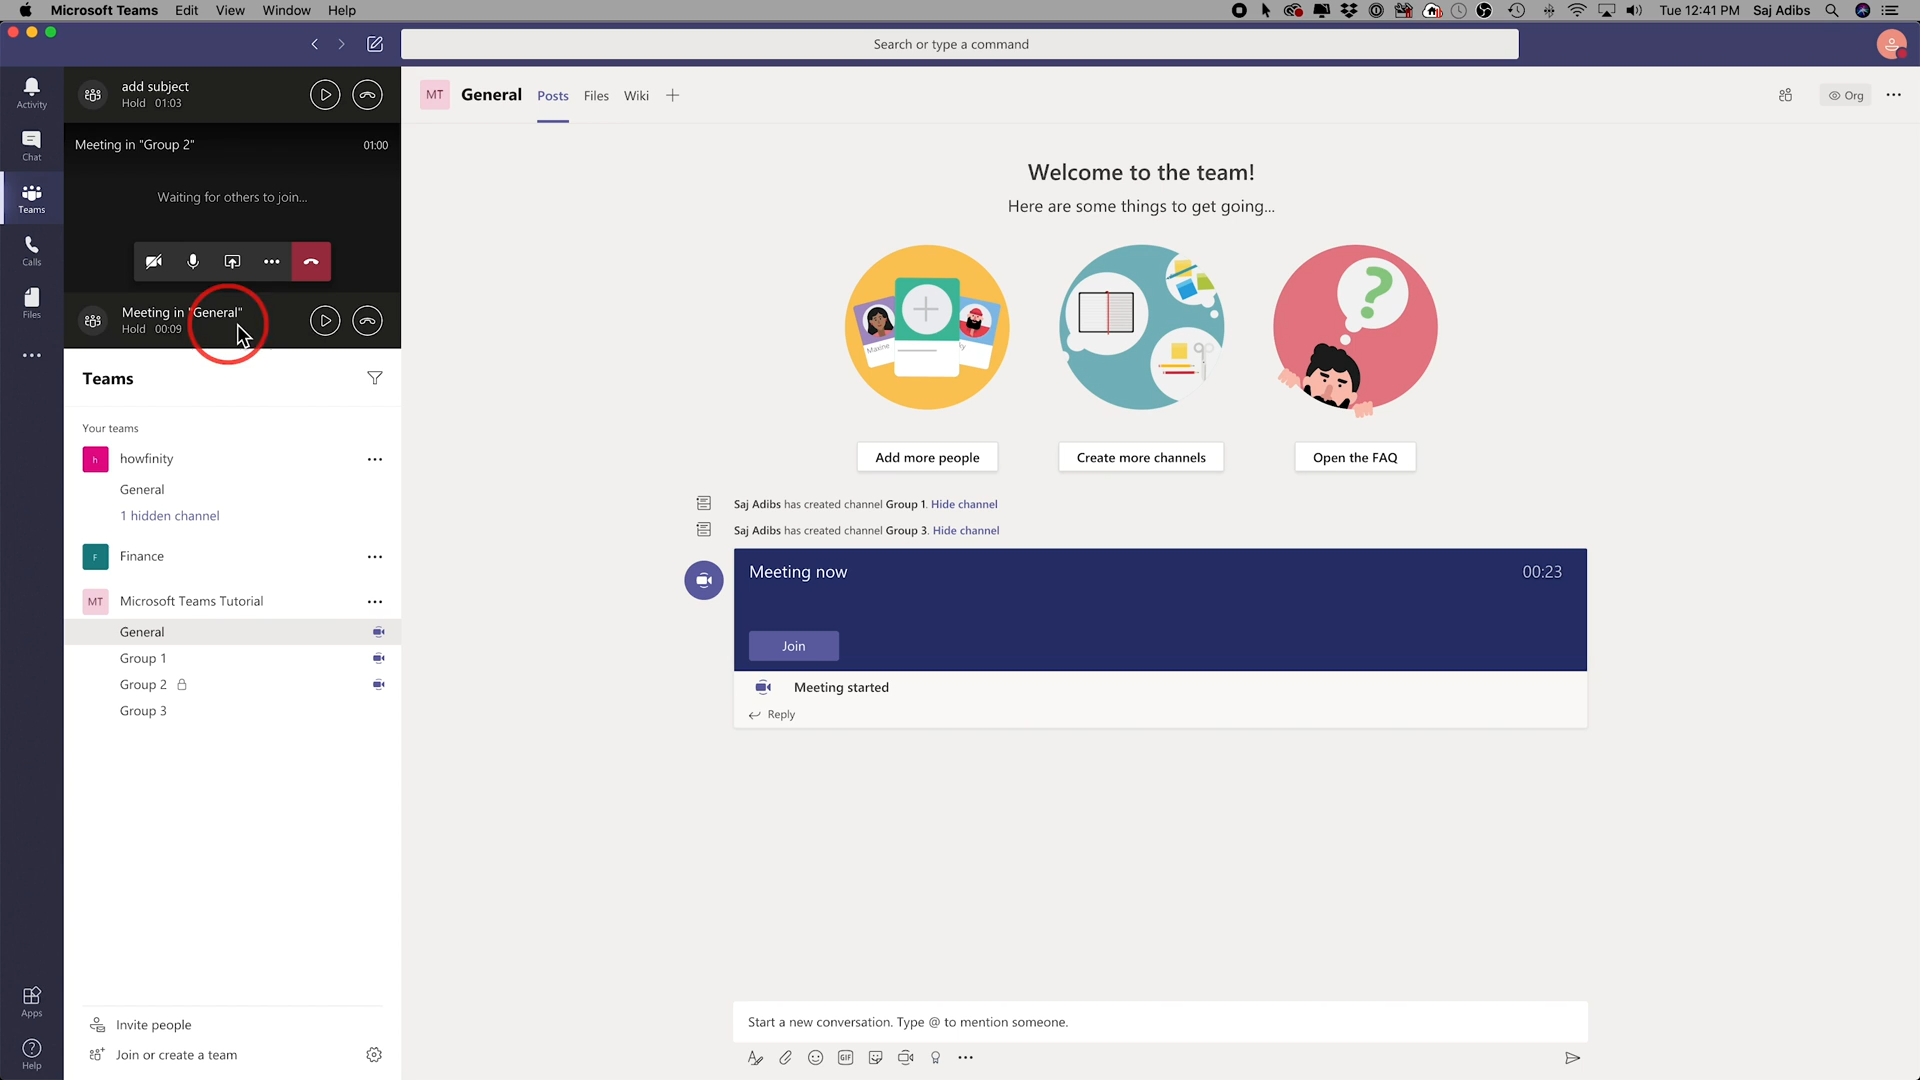 Microsoft Teams Edit View Window Help
Tue 12:41 PM Saj Adibs
Search or type a command
Activity
Chat
Teams
Calls
Files
Apps
Help
add subject
Hold 01:03
Meeting in "Group 2" 01:00
Waiting for others to join...
Meeting in "General"
Hold 00:09
Teams
Your teams
h howfinity
General
1 hidden channel
F Finance
MT Microsoft Teams Tutorial
General
Group 1
Group 2
Group 3
Invite people
Join or create a team
MT General Posts Files Wiki
Org
Welcome to the team!
Here are some things to get going...
Maxine
Add more people
Create more channels
Open the FAQ
Saj Adibs has created channel Group 1. Hide channel
Saj Adibs has created channel Group 3. Hide channel
Meeting now 00:23
Join
Meeting started
Reply
Start a new conversation. Type @ to mention someone.
GIF